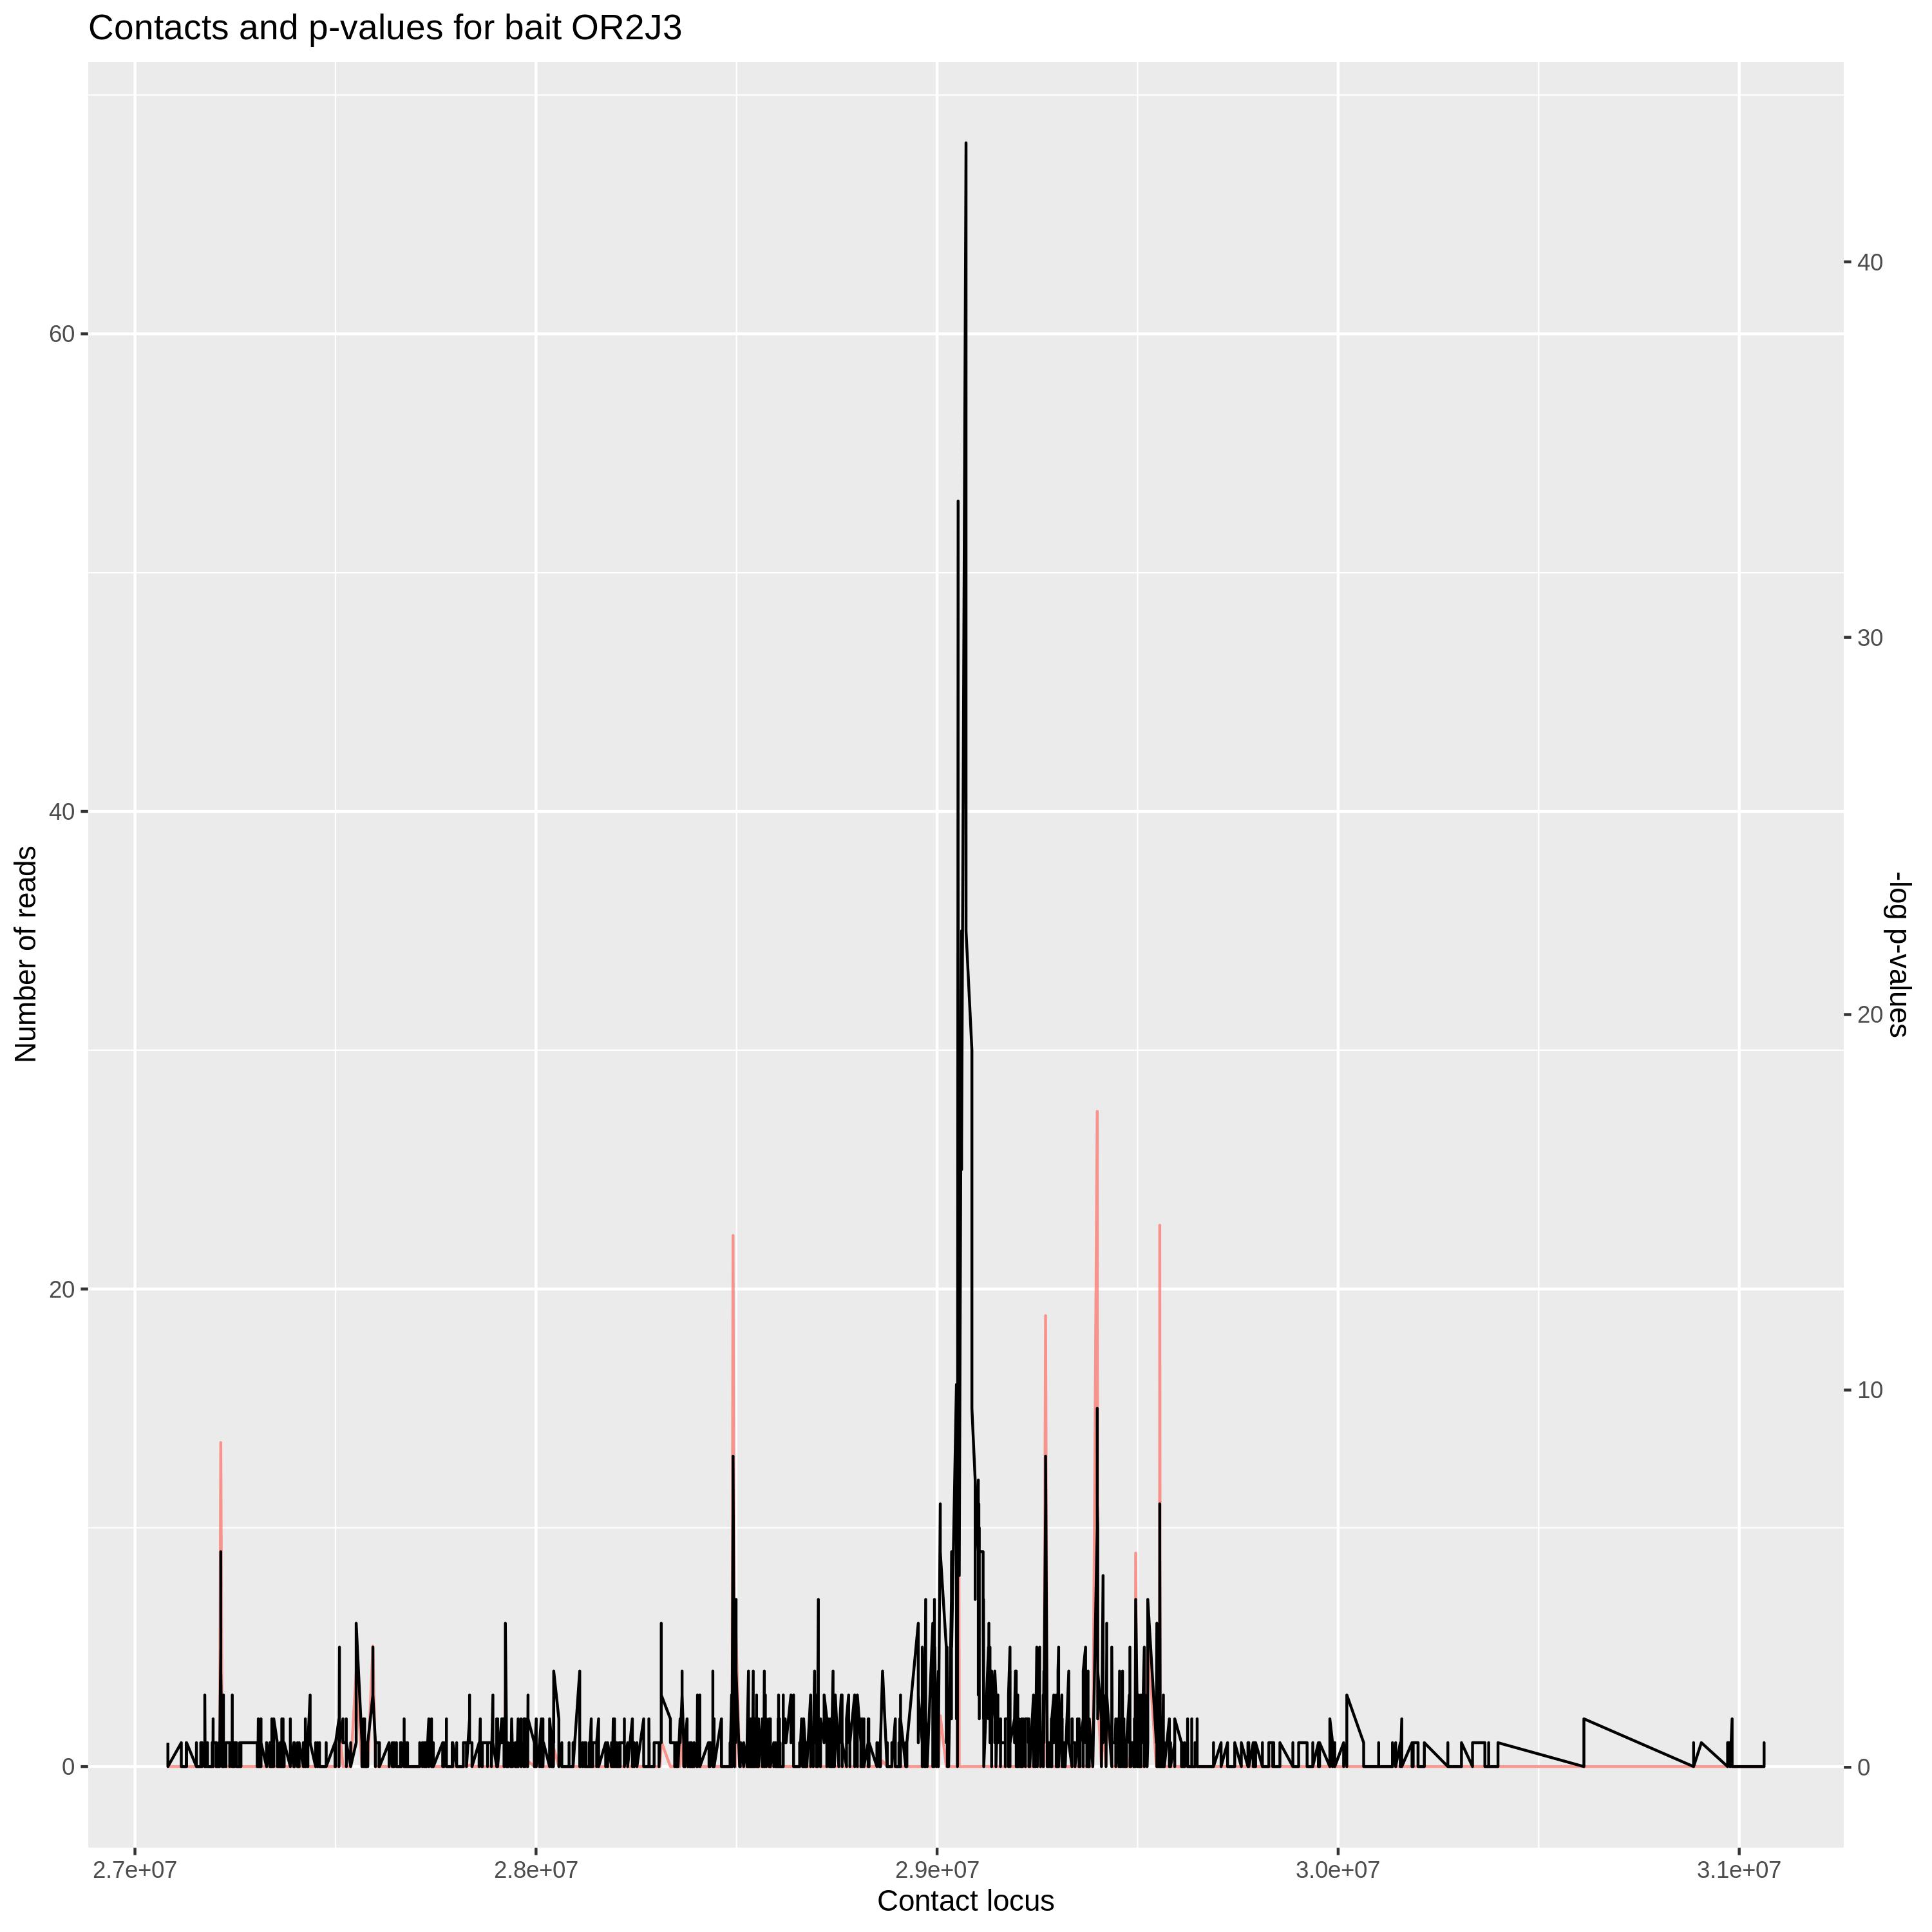 Contacts and p-values for bait OR2J3
60
40
20
0
Number of reads
40
30
20
10
0
-log p-values
2.7e+07
2.8e+07
2.9e+07
3.0e+07
3.1e+07
Contact locus